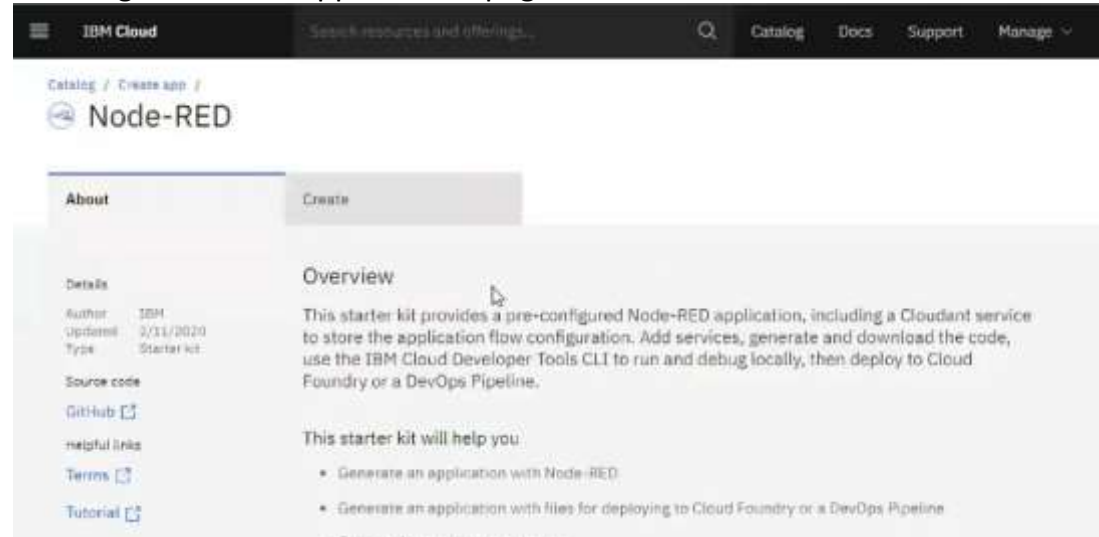 IBM Cloud
Search resources and offerings...
Catalog
Docs
Support
Manage
Catalog / Create app /
Node-RED
About
Create
Details
Author IBM
Updated 2/11/2020
Type Starter kit
Source code
GitHub
Helpful links
Terms
Tutorial
Overview
This starter kit provides a pre-configured Node-RED application, including a Cloudant service
to store the application flow configuration. Add services, generate and download the code,
use the IBM Cloud Developer Tools CLI to run and debug locally, then deploy to Cloud
Foundry or a DevOps Pipeline.
This starter kit will help you
• Generate an application with Node-RED
• Generate an application with files for deploying to Cloud Foundry or a DevOps Pipeline